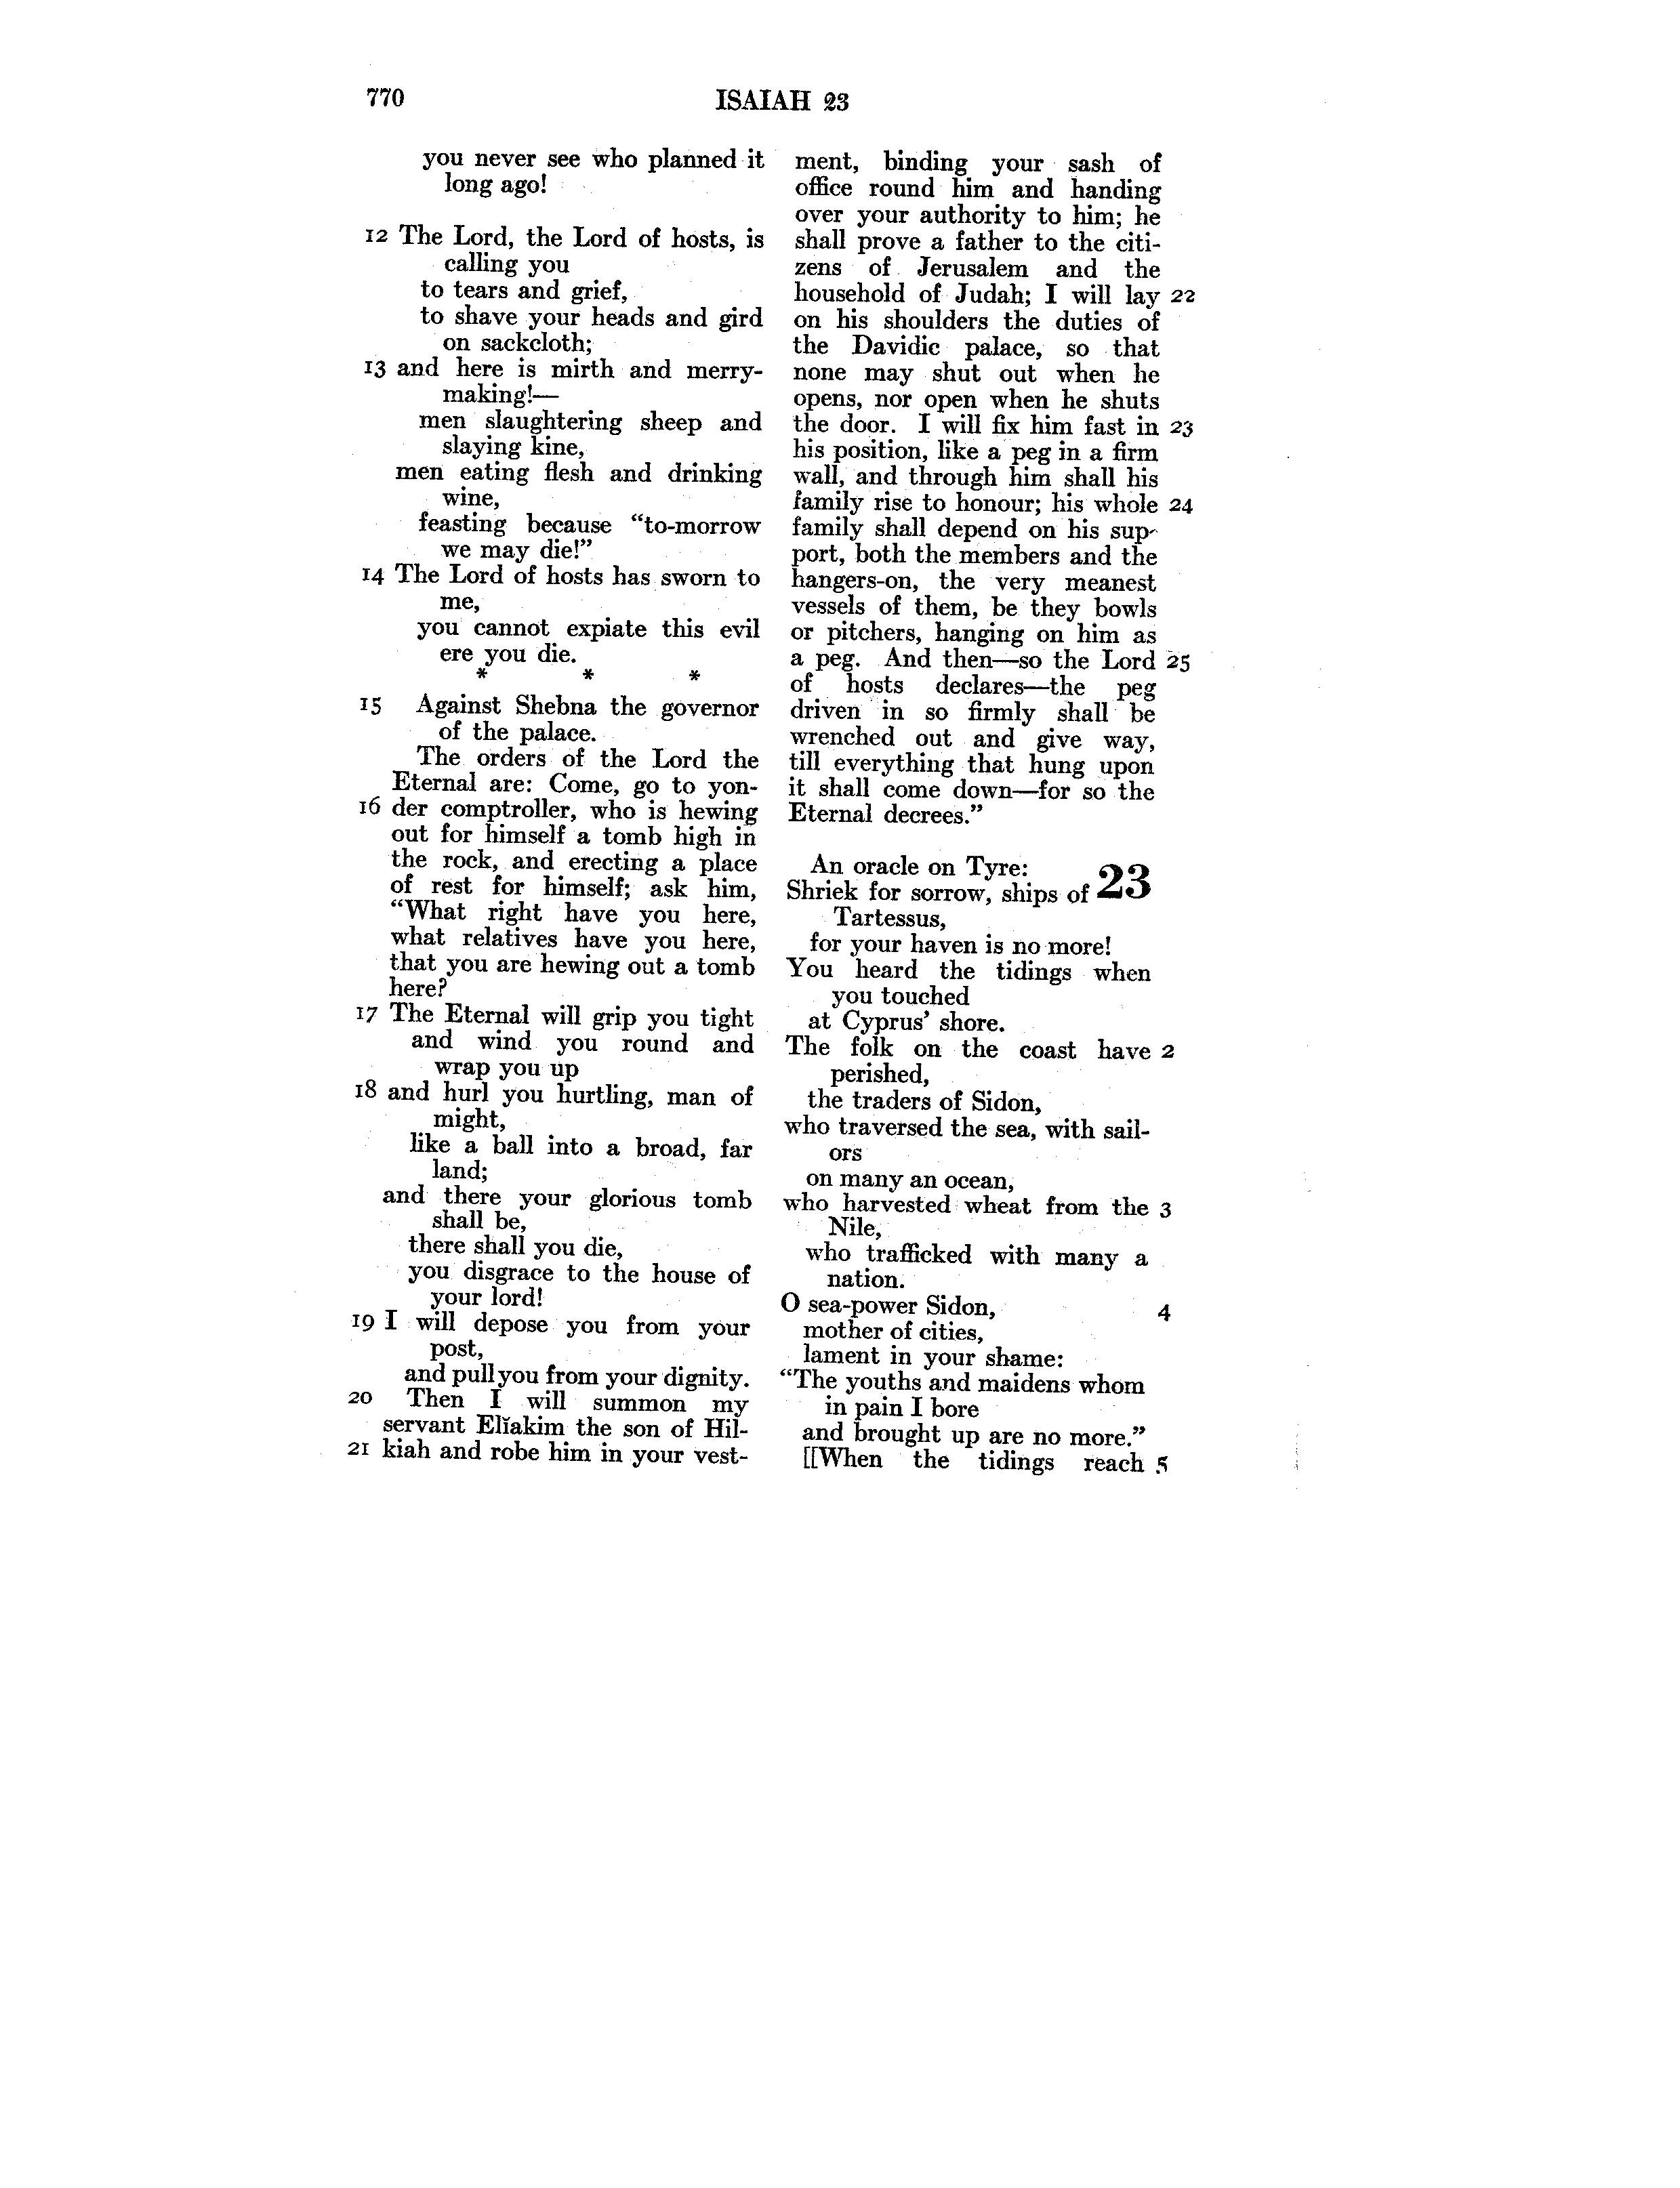 770
ISAIAH 23
you never see who planned it
long ago!
12 The Lord, the Lord of hosts, is
calling you
to tears and grief,
to shave your heads and gird
on sackcloth;
13 and here is mirth and merry-
making!—
men slaughtering sheep and
slaying kine,
men eating flesh and drinking
wine,
feasting because “to-morrow
we may die!”
14 The Lord of hosts has sworn to
me,
you cannot expiate this evil
ere you die.
* * *
15 Against Shebna the governor
of the palace.
The orders of the Lord the
Eternal are: Come, go to yon-
16 der comptroller, who is hewing
out for himself a tomb high in
the rock, and erecting a place
of rest for himself; ask him,
“What right have you here,
what relatives have you here,
that you are hewing out a tomb
here?
17 The Eternal will grip you tight
and wind you round and
wrap you up
18 and hurl you hurtling, man of
might,
like a ball into a broad, far
land;
and there your glorious tomb
shall be,
there shall you die,
you disgrace to the house of
your lord!
19 I will depose you from your
post,
and pull you from your dignity.
20 Then I will summon my
servant Elĭakim the son of Hil-
21 kiah and robe him in your vest-
ment, binding your sash of
office round him and handing
over your authority to him; he
shall prove a father to the citi-
zens of Jerusalem and the
household of Judah; I will lay 22
on his shoulders the duties of
the Davidic palace, so that
none may shut out when he
opens, nor open when he shuts
the door. I will fix him fast in 23
his position, like a peg in a firm
wall, and through him shall his
family rise to honour; his whole 24
family shall depend on his sup-
port, both the members and the
hangers-on, the very meanest
vessels of them, be they bowls
or pitchers, hanging on him as
a peg. And then—so the Lord 25
of hosts declares—the peg
driven in so firmly shall be
wrenched out and give way,
till everything that hung upon
it shall come down—for so the
Eternal decrees.”
An oracle on Tyre: 23
Shriek for sorrow, ships of
Tartessus,
for your haven is no more!
You heard the tidings when
you touched
at Cyprus’ shore.
The folk on the coast have 2
perished,
the traders of Sidon,
who traversed the sea, with sail-
ors
on many an ocean,
who harvested wheat from the 3
Nile,
who trafficked with many a
nation.
O sea-power Sidon, 4
mother of cities,
lament in your shame:
“The youths and maidens whom
in pain I bore
and brought up are no more.”
[[When the tidings reach 5